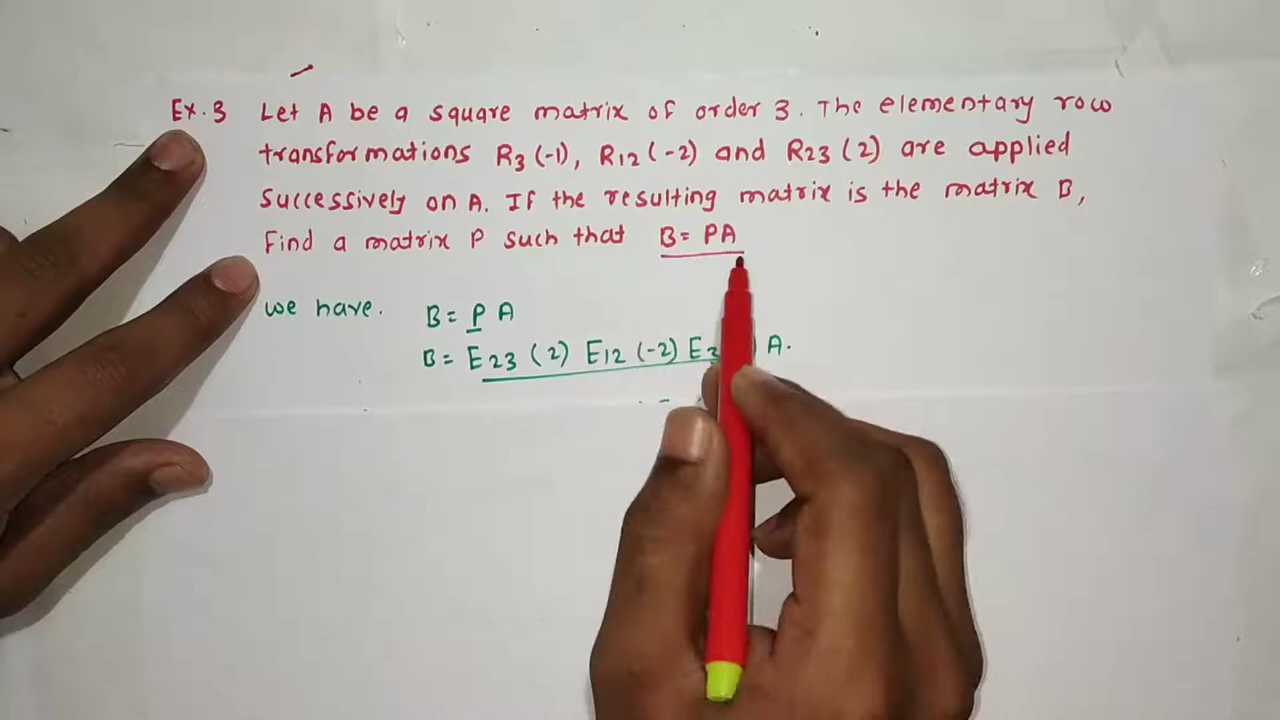 Ex.3 Let A be a square matrix of order 3. The elementary row
transformations R3(-1), R12(-2) and R23(2) are applied
Successively on A. If the resulting matrix is the matrix B,
Find a matrix P such that B= PA
we have. B= P A
B= E23 (2) E12 (-2) E3 ) A.